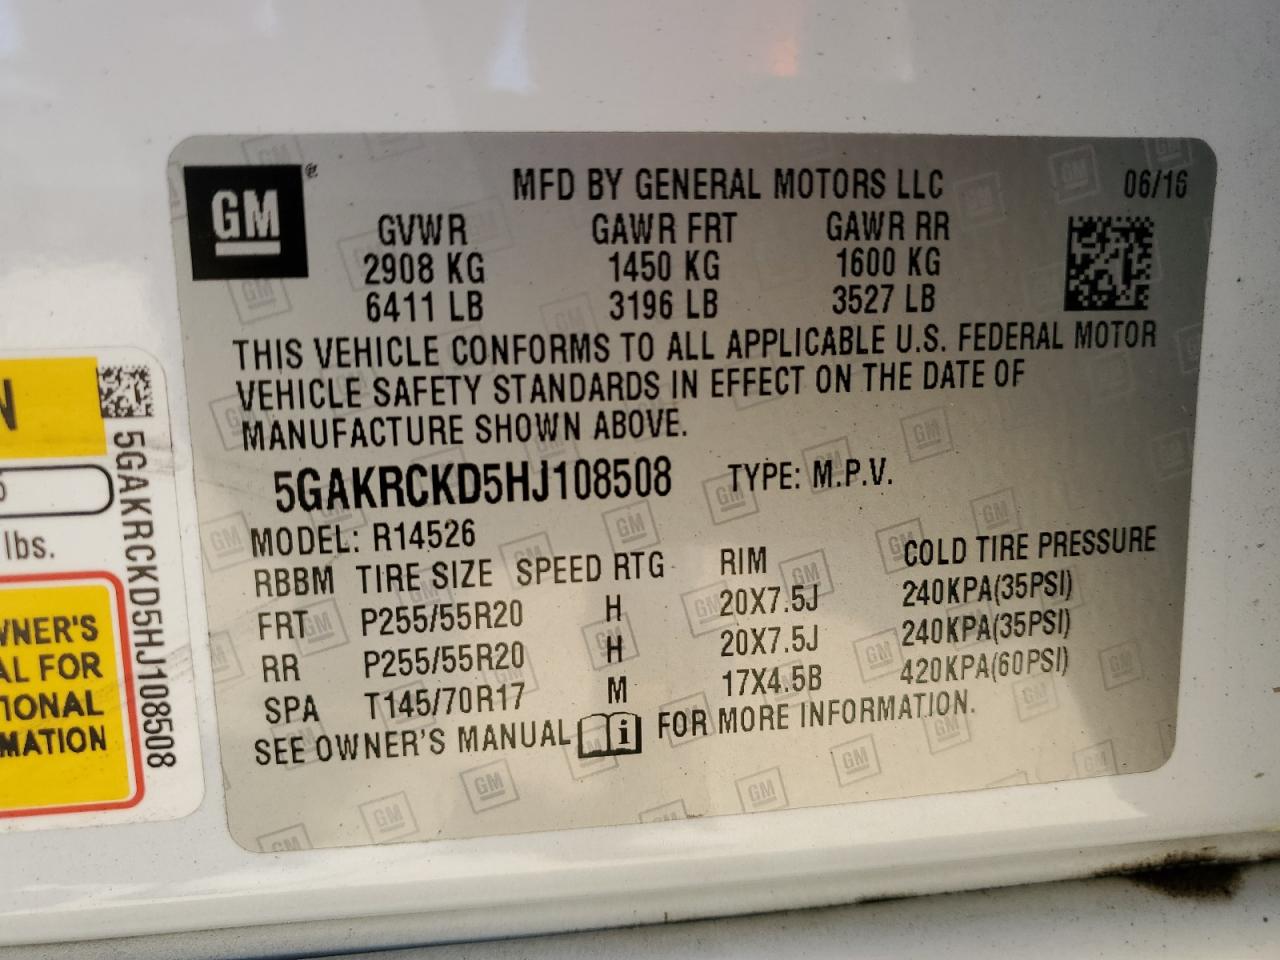 GM
MFD BY GENERAL MOTORS LLC 06/16
GVWR GAWR FRT GAWR RR
2908 KG 1450 KG 1600 KG
6411 LB 3196 LB 3527 LB
THIS VEHICLE CONFORMS TO ALL APPLICABLE U.S. FEDERAL MOTOR
VEHICLE SAFETY STANDARDS IN EFFECT ON THE DATE OF
MANUFACTURE SHOWN ABOVE.
5GAKRCKD5HJ108508 TYPE: M.P.V.
MODEL: R14526
RBBM TIRE SIZE SPEED RTG RIM COLD TIRE PRESSURE
FRT P255/55R20 H 20X7.5J 240KPA(35PSI)
RR P255/55R20 H 20X7.5J 240KPA(35PSI)
SPA T145/70R17 M 17X4.5B 420KPA(60PSI)
SEE OWNER'S MANUAL i FOR MORE INFORMATION.
5GAKRCKD5HJ108508
N
lbs.
WNER'S
AL FOR
IONAL
MATION